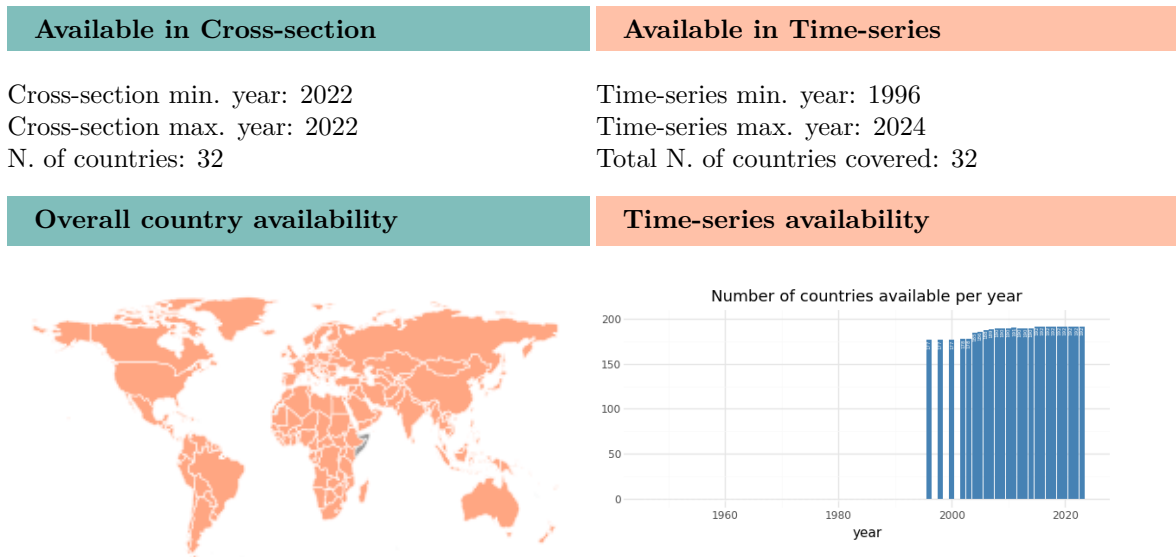 Available in Cross-section
Available in Time-series
Cross-section min. year: 2022
Cross-section max. year: 2022
N. of countries: 32
Time-series min. year: 1996
Time-series max. year: 2024
Total N. of countries covered: 32
Overall country availability
Time-series availability
Number of countries available per year
200
150
100
50
0
1960 1980 2000 2020
year